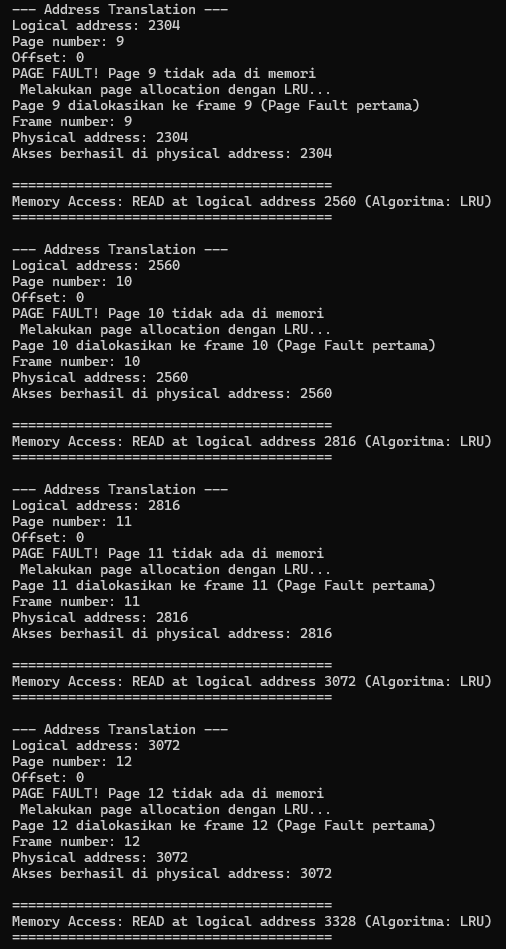 --- Address Translation ---
Logical address: 2304
Page number: 9
Offset: 0
PAGE FAULT! Page 9 tidak ada di memori
 Melakukan page allocation dengan LRU...
Page 9 dialokasikan ke frame 9 (Page Fault pertama)
Frame number: 9
Physical address: 2304
Akses berhasil di physical address: 2304
========================================
Memory Access: READ at logical address 2560 (Algoritma: LRU)
========================================
--- Address Translation ---
Logical address: 2560
Page number: 10
Offset: 0
PAGE FAULT! Page 10 tidak ada di memori
 Melakukan page allocation dengan LRU...
Page 10 dialokasikan ke frame 10 (Page Fault pertama)
Frame number: 10
Physical address: 2560
Akses berhasil di physical address: 2560
========================================
Memory Access: READ at logical address 2816 (Algoritma: LRU)
========================================
--- Address Translation ---
Logical address: 2816
Page number: 11
Offset: 0
PAGE FAULT! Page 11 tidak ada di memori
 Melakukan page allocation dengan LRU...
Page 11 dialokasikan ke frame 11 (Page Fault pertama)
Frame number: 11
Physical address: 2816
Akses berhasil di physical address: 2816
========================================
Memory Access: READ at logical address 3072 (Algoritma: LRU)
========================================
--- Address Translation ---
Logical address: 3072
Page number: 12
Offset: 0
PAGE FAULT! Page 12 tidak ada di memori
 Melakukan page allocation dengan LRU...
Page 12 dialokasikan ke frame 12 (Page Fault pertama)
Frame number: 12
Physical address: 3072
Akses berhasil di physical address: 3072
========================================
Memory Access: READ at logical address 3328 (Algoritma: LRU)
========================================